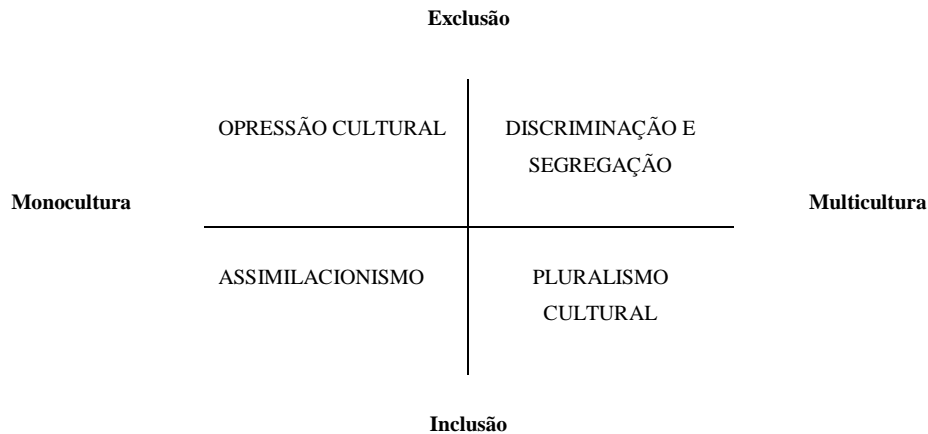 Exclusão
OPRESSÃO CULTURAL
DISCRIMINAÇÃO E
SEGREGAÇÃO
Monocultura
Multicultura
ASSIMILACIONISMO
PLURALISMO
CULTURAL
Inclusão